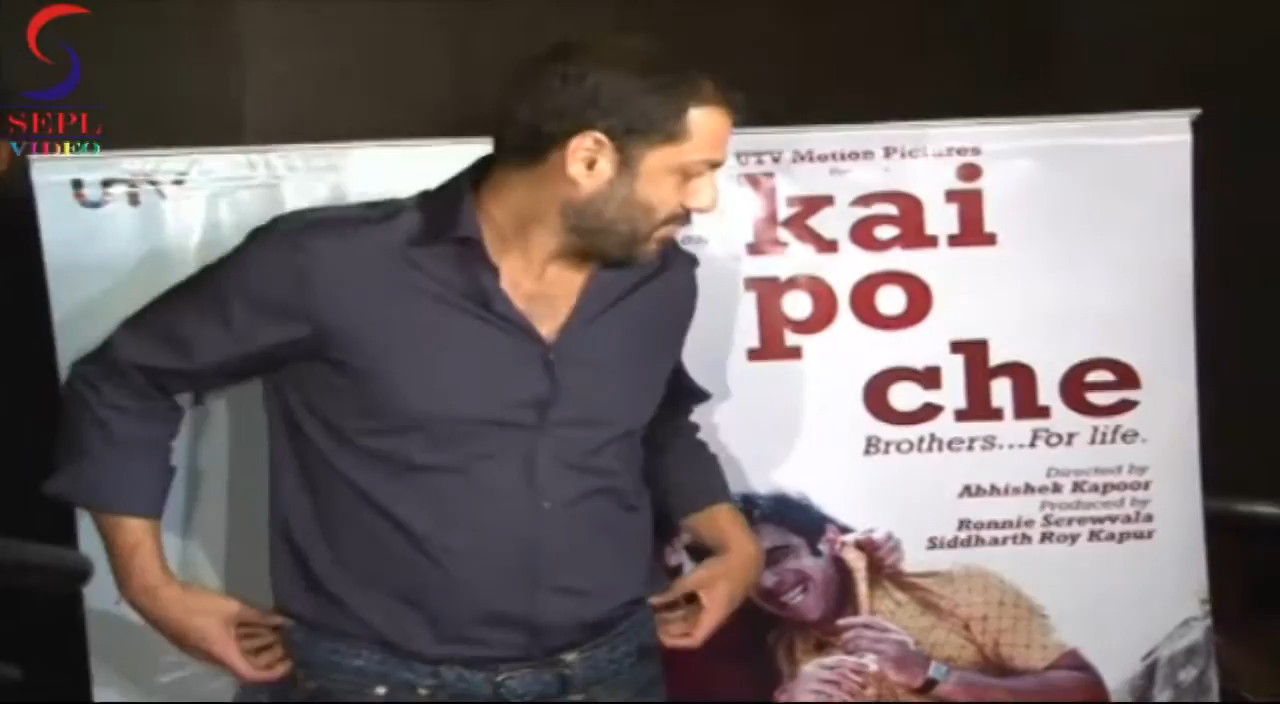 SEPL
VIDEO
UTV
UTV Motion Pictures
kai
po
che
Brothers...For life.
Directed by
Abhishek Kapoor
Produced by
Ronnie Screwvala
Siddharth Roy Kapur